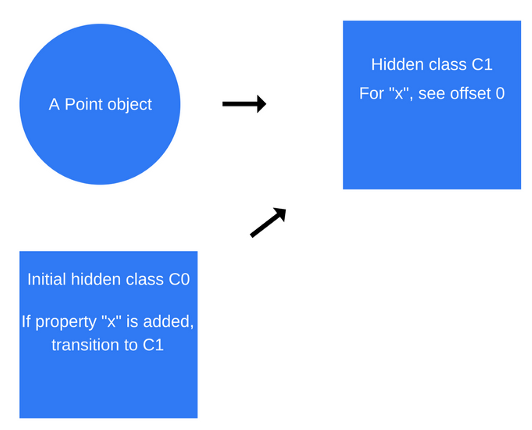 A Point object
Hidden class C1
For "x", see offset 0
Initial hidden class C0
If property "x" is added,
transition to C1